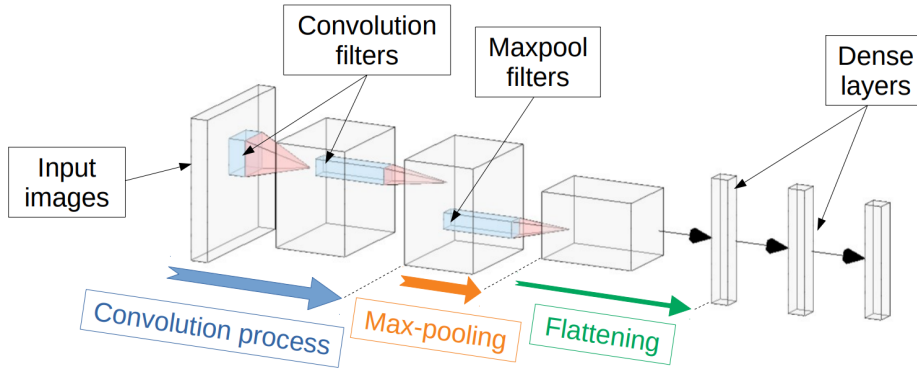 Convolution
filters
Maxpool
filters
Dense
layers
Input
images
Convolution process
Max-pooling
Flattening